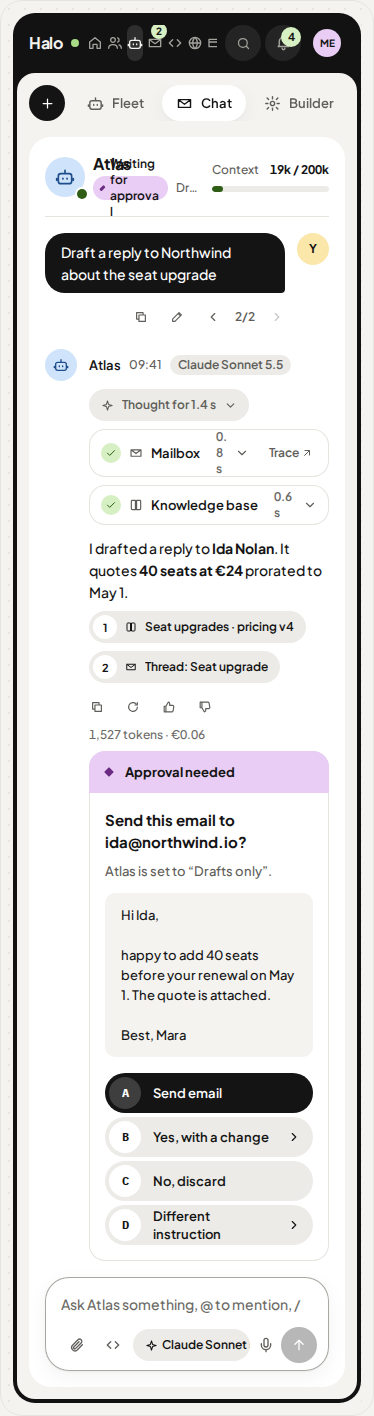 Halo
2
4
ME
+
Fleet
Chat
Builder
Atlas
Waiting
for
approva
l
Dr...
Context 19k / 200k
Draft a reply to Northwind
about the seat upgrade
Y
2/2
Atlas 09:41 Claude Sonnet 5.5
Thought for 1.4 s
Mailbox 0.8 s Trace
Knowledge base 0.6 s
I drafted a reply to Ida Nolan. It
quotes 40 seats at €24 prorated to
May 1.
1 Seat upgrades · pricing v4
2 Thread: Seat upgrade
1,527 tokens · €0.06
Approval needed
Send this email to
ida@northwind.io?
Atlas is set to “Drafts only”.
Hi Ida,
happy to add 40 seats
before your renewal on May
1. The quote is attached.
Best, Mara
A Send email
B Yes, with a change
C No, discard
D Different
instruction
Ask Atlas something, @ to mention, /
Claude Sonnet